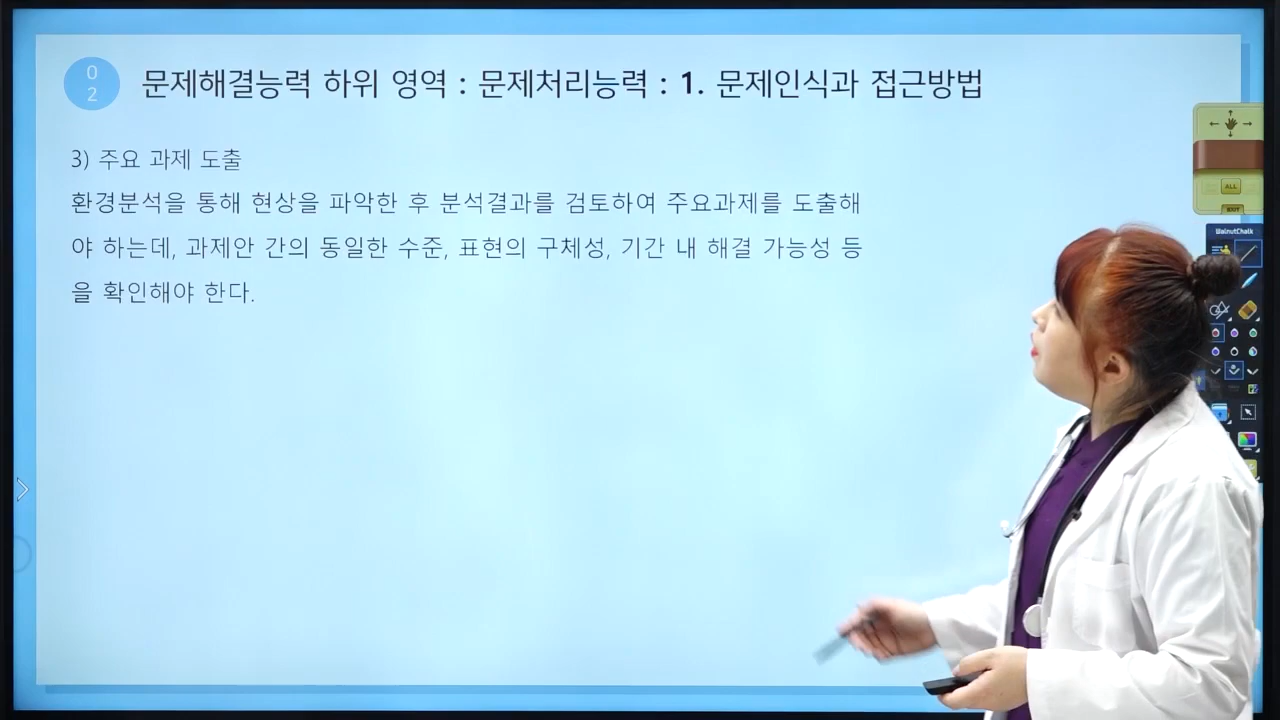 0
2
문제해결능력 하위 영역 : 문제처리능력 : 1. 문제인식과 접근방법
3) 주요 과제 도출
환경분석을 통해 현상을 파악한 후 분석결과를 검토하여 주요과제를 도출해
야 하는데, 과제안 간의 동일한 수준, 표현의 구체성, 기간 내 해결 가능성 등
을 확인해야 한다.
ALL
EXIT
WalnutChalk